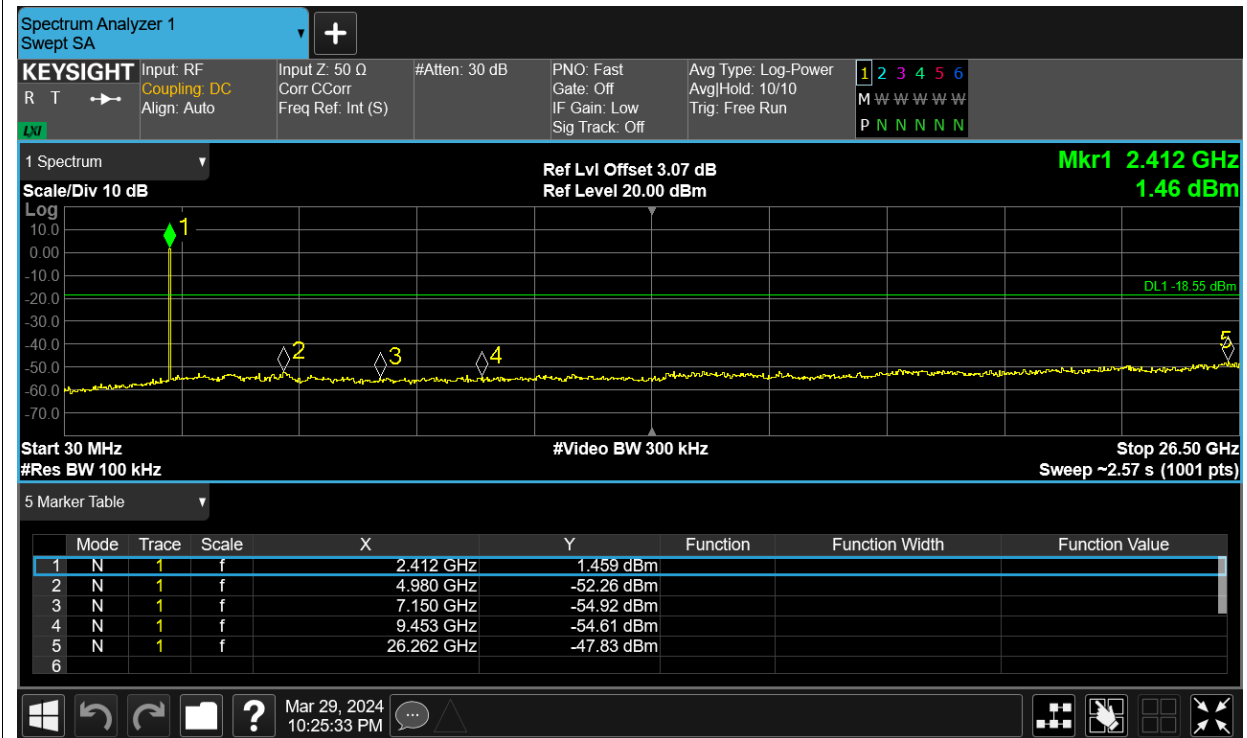 Spectrum Analyzer 1
Swept SA
▼
+
KEYSIGHT Input: RF Input Z: 50 Ω #Atten: 30 dB PNO: Fast Avg Type: Log-Power 1 2 3 4 5 6
R T Coupling: DC Corr CCorr Gate: Off Avg|Hold: 10/10 M W W W W W
Align: Auto Freq Ref: Int (S) IF Gain: Low Trig: Free Run
LXI Sig Track: Off P N N N N N
1 Spectrum ▼ Ref Lvl Offset 3.07 dB Mkr1 2.412 GHz
Scale/Div 10 dB Ref Level 20.00 dBm 1.46 dBm
Log
1
10.0
0.00
-10.0
DL1 -18.55 dBm
-20.0
-30.0
-40.0
2 3 4 5
-50.0
-60.0
-70.0
Start 30 MHz #Video BW 300 kHz Stop 26.50 GHz
#Res BW 100 kHz Sweep ~2.57 s (1001 pts)
5 Marker Table ▼
Mode Trace Scale X Y Function Function Width Function Value
1 N 1 f 2.412 GHz 1.459 dBm
2 N 1 f 4.980 GHz -52.26 dBm
3 N 1 f 7.150 GHz -54.92 dBm
4 N 1 f 9.453 GHz -54.61 dBm
5 N 1 f 26.262 GHz -47.83 dBm
6
? Mar 29, 2024
10:25:33 PM